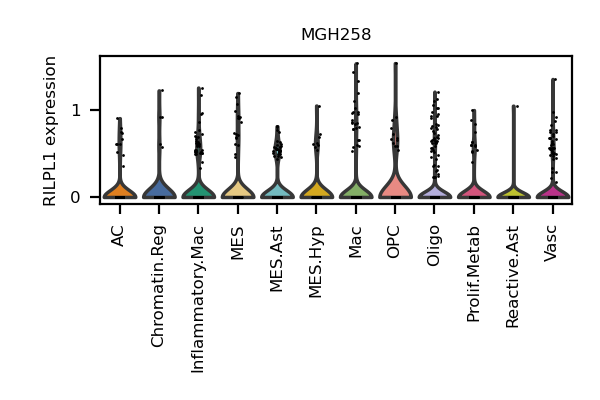 MGH258
RILPL1 expression
1
0
AC
Chromatin.Reg
Inflammatory.Mac
MES
MES.Ast
MES.Hyp
Mac
OPC
Oligo
Prolif.Metab
Reactive.Ast
Vasc